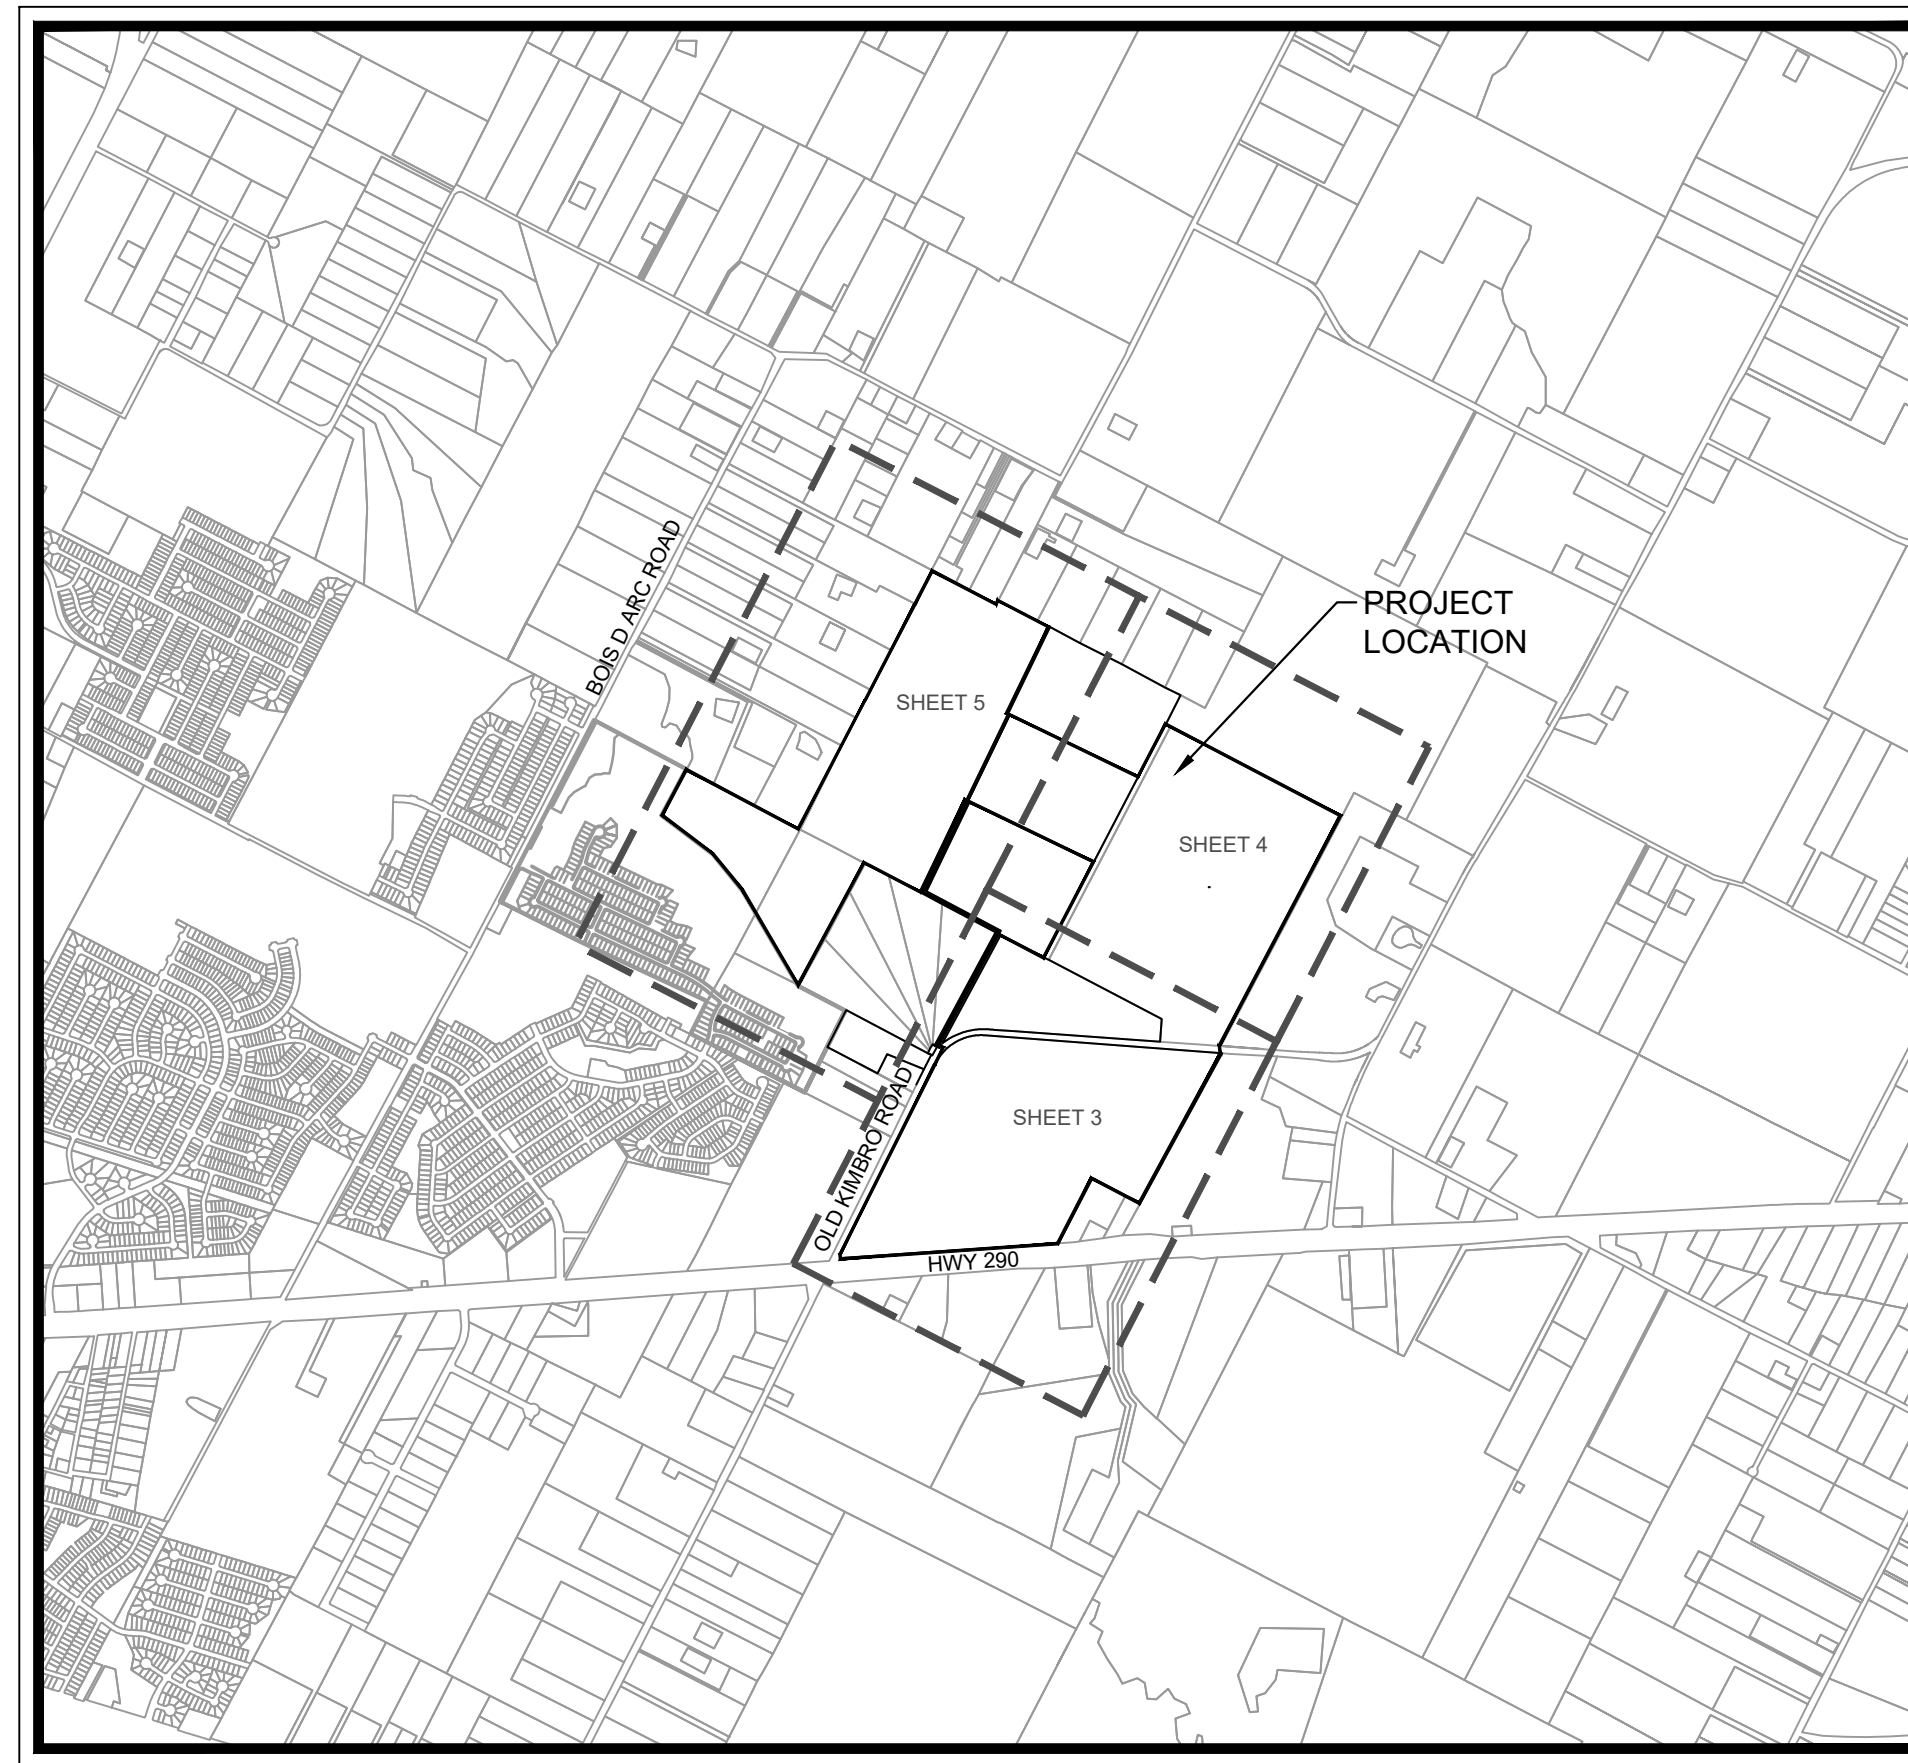 BOIS D ARC ROAD
PROJECT
LOCATION
SHEET 5
SHEET 4
SHEET 3
OLD KIMBRO ROAD
HWY 290